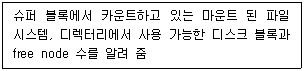 슈퍼 블록에서 카운트하고 있는 마운트 된 파일
시스템, 디렉터리에서 사용 가능한 디스크 블록과
free node 수를 알려 줌